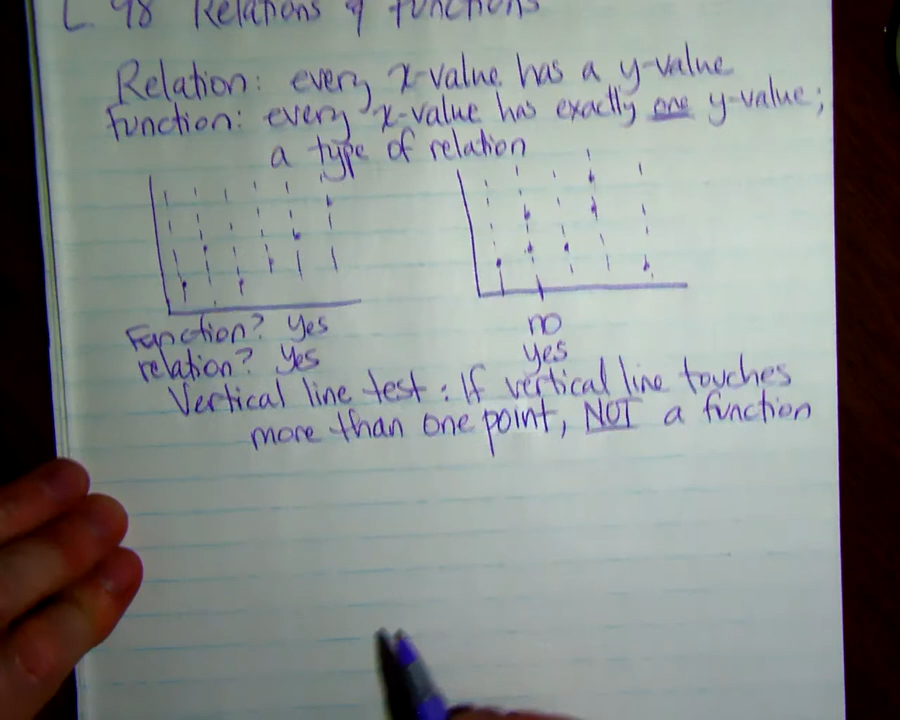 L 98 Relations & functions
Relation: every x-value has a y-value
Function: every x-value has exactly one y-value;
a type of relation
Function? Yes no
relation? Yes yes
Vertical line test: If vertical line touches
more than one point, NOT a function